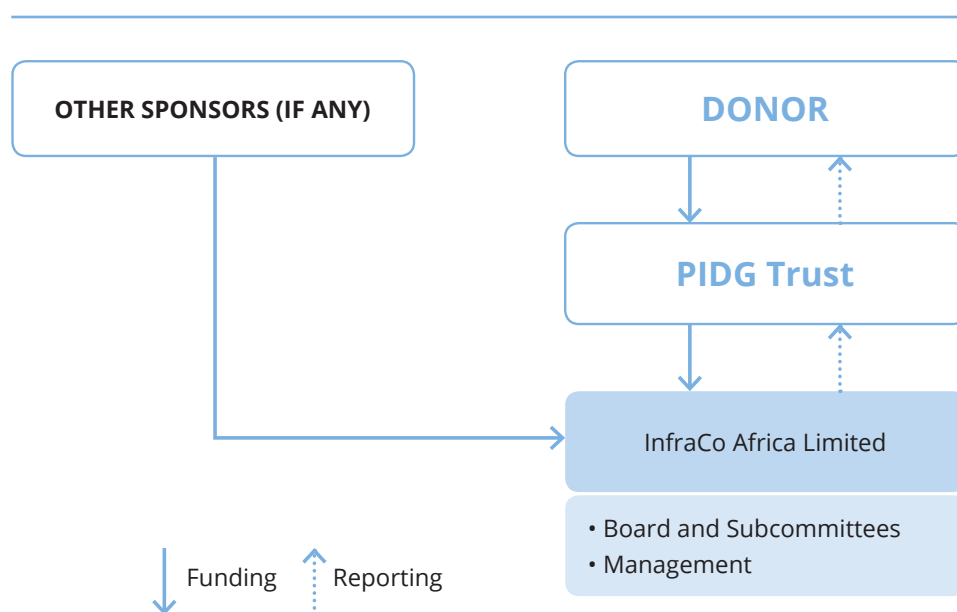 OTHER SPONSORS (IF ANY)
DONOR
PIDG Trust
InfraCo Africa Limited
• Board and Subcommittees
• Management
Funding
Reporting